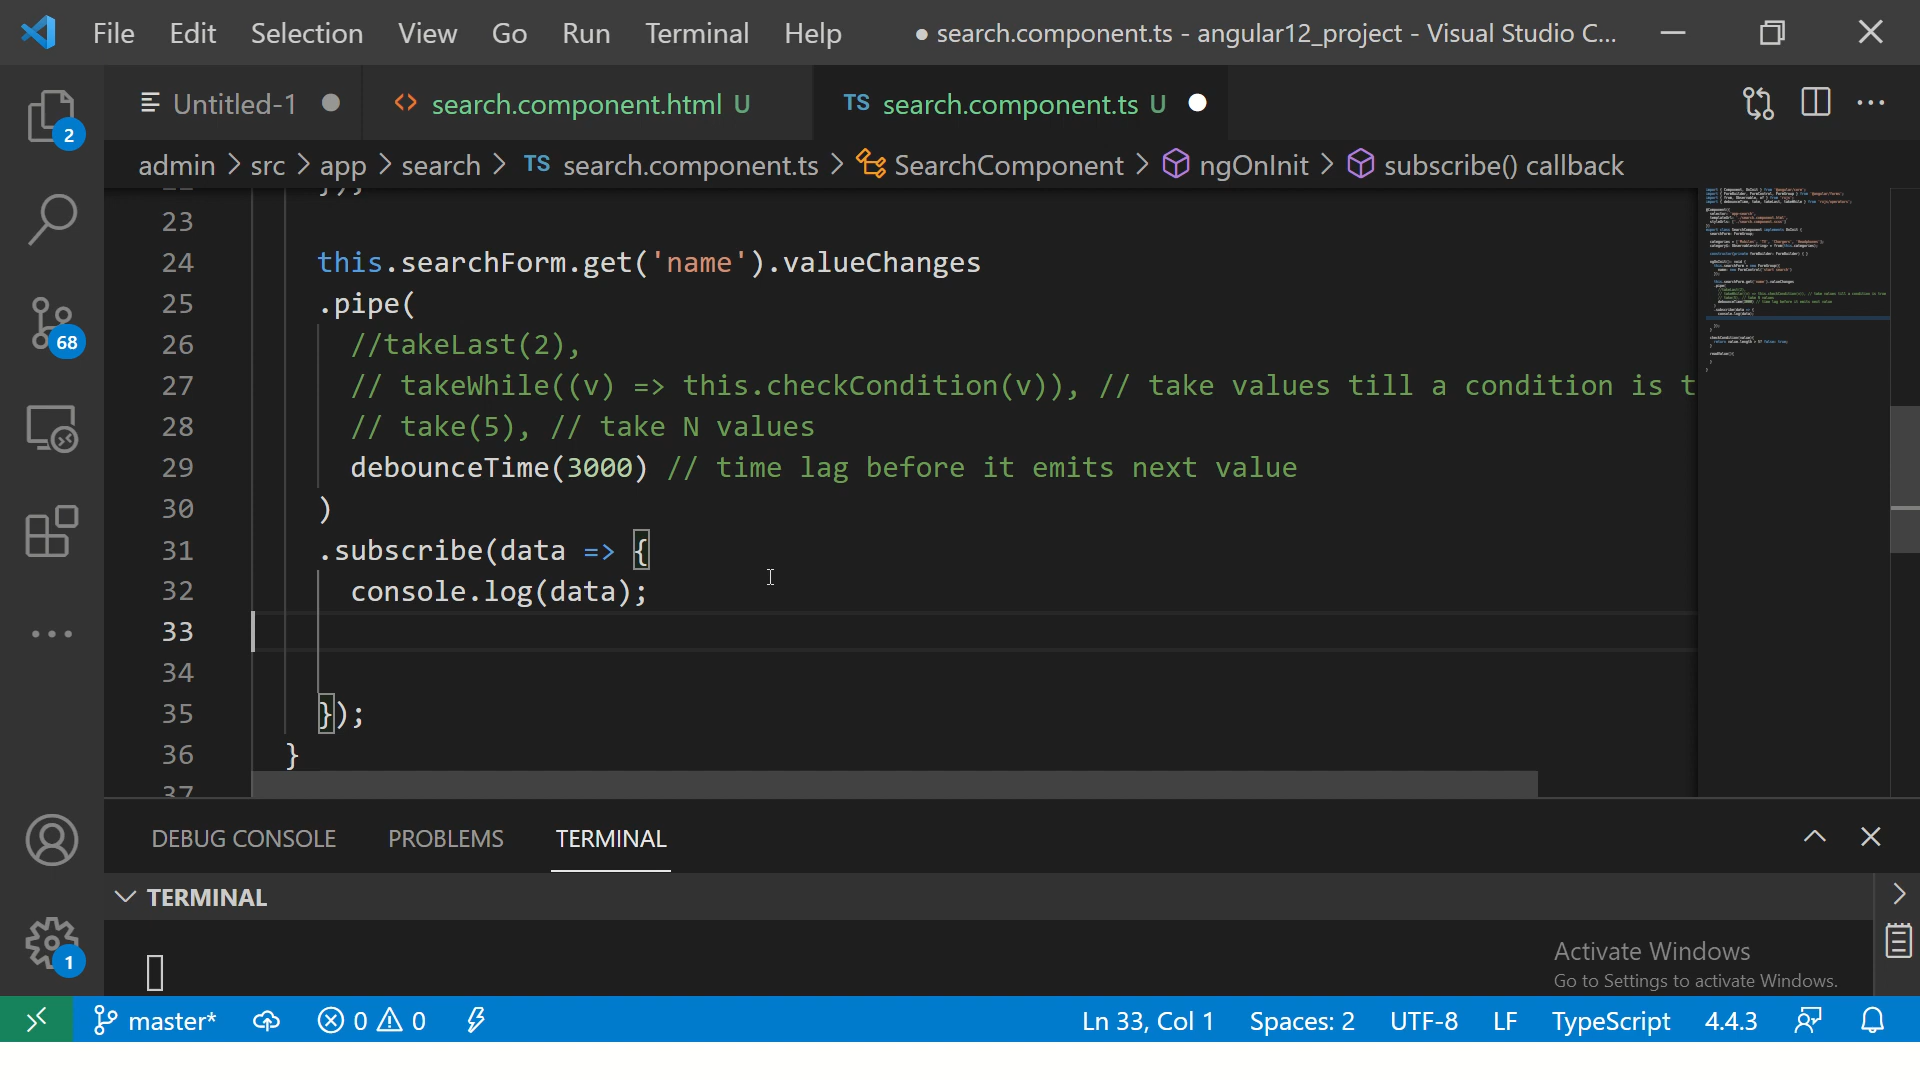 File Edit Selection View Go Run Terminal Help ● search.component.ts - angular12_project - Visual Studio C...
Untitled-1 search.component.html U TS search.component.ts U
admin > src > app > search > TS search.component.ts > SearchComponent > ngOnInit > subscribe() callback
23
24 this.searchForm.get('name').valueChanges
25 .pipe(
26 //takeLast(2),
27 // takeWhile((v) => this.checkCondition(v)), // take values till a condition is t
28 // take(5), // take N values
29 debounceTime(3000) // time lag before it emits next value
30 )
31 .subscribe(data => {
32 console.log(data);
33
34
35 });
36 }
37
2
68
1
DEBUG CONSOLE PROBLEMS TERMINAL
TERMINAL
Activate Windows
Go to Settings to activate Windows.
master* 0 0 Ln 33, Col 1 Spaces: 2 UTF-8 LF TypeScript 4.4.3